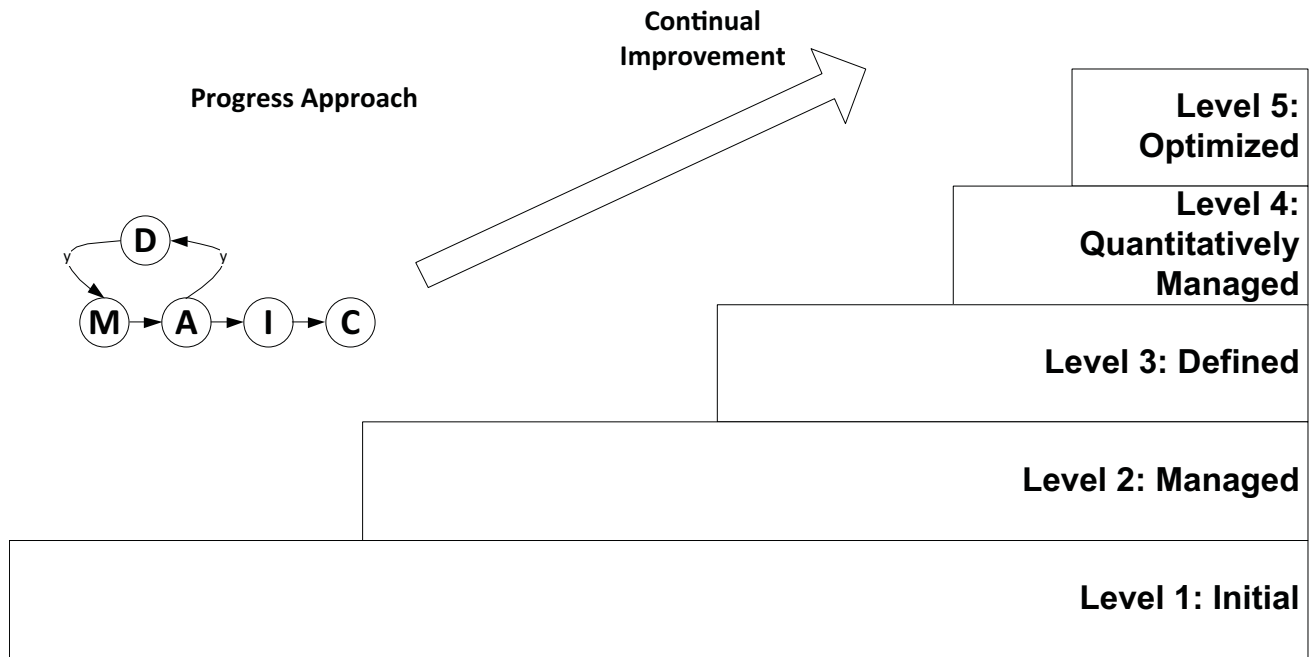 Continual
Improvement
Progress Approach
Level 5:
Optimized
Level 4:
Quantitatively
Managed
D
y
y
M
A
I
C
Level 3: Defined
Level 2: Managed
Level 1: Initial